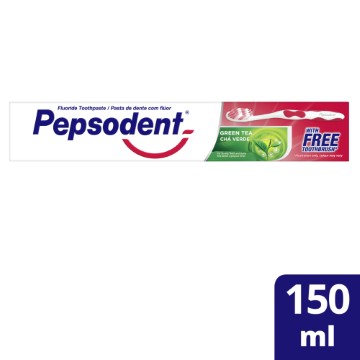 Fluoride Toothpaste / Pasta de dente com flúor
Pepsodent
GREEN TEA
CHÁ VERDE
WITH
FREE
TOOTHBRUSH*
150
ml